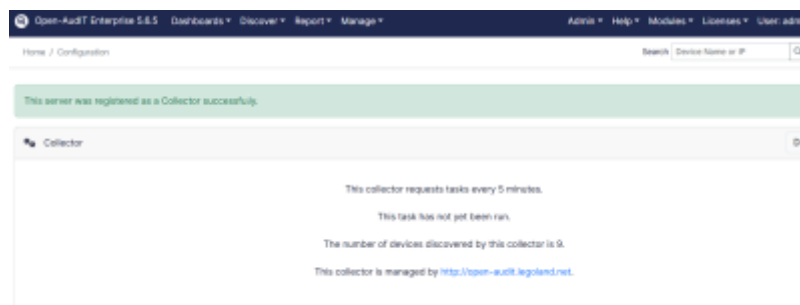 Open-AudIT Enterprise 5.6.5 Dashboards Discover Report Manage Admin Help Modules Licenses User:
Home / Configuration Search Device Name or IP
This server was registered as a Collector successfully.
Collector
This collector requests tasks every 5 minutes.
This task has not yet been run.
The number of devices discovered by this collector is 9.
This collector is managed by http://open-audit.legoland.net.